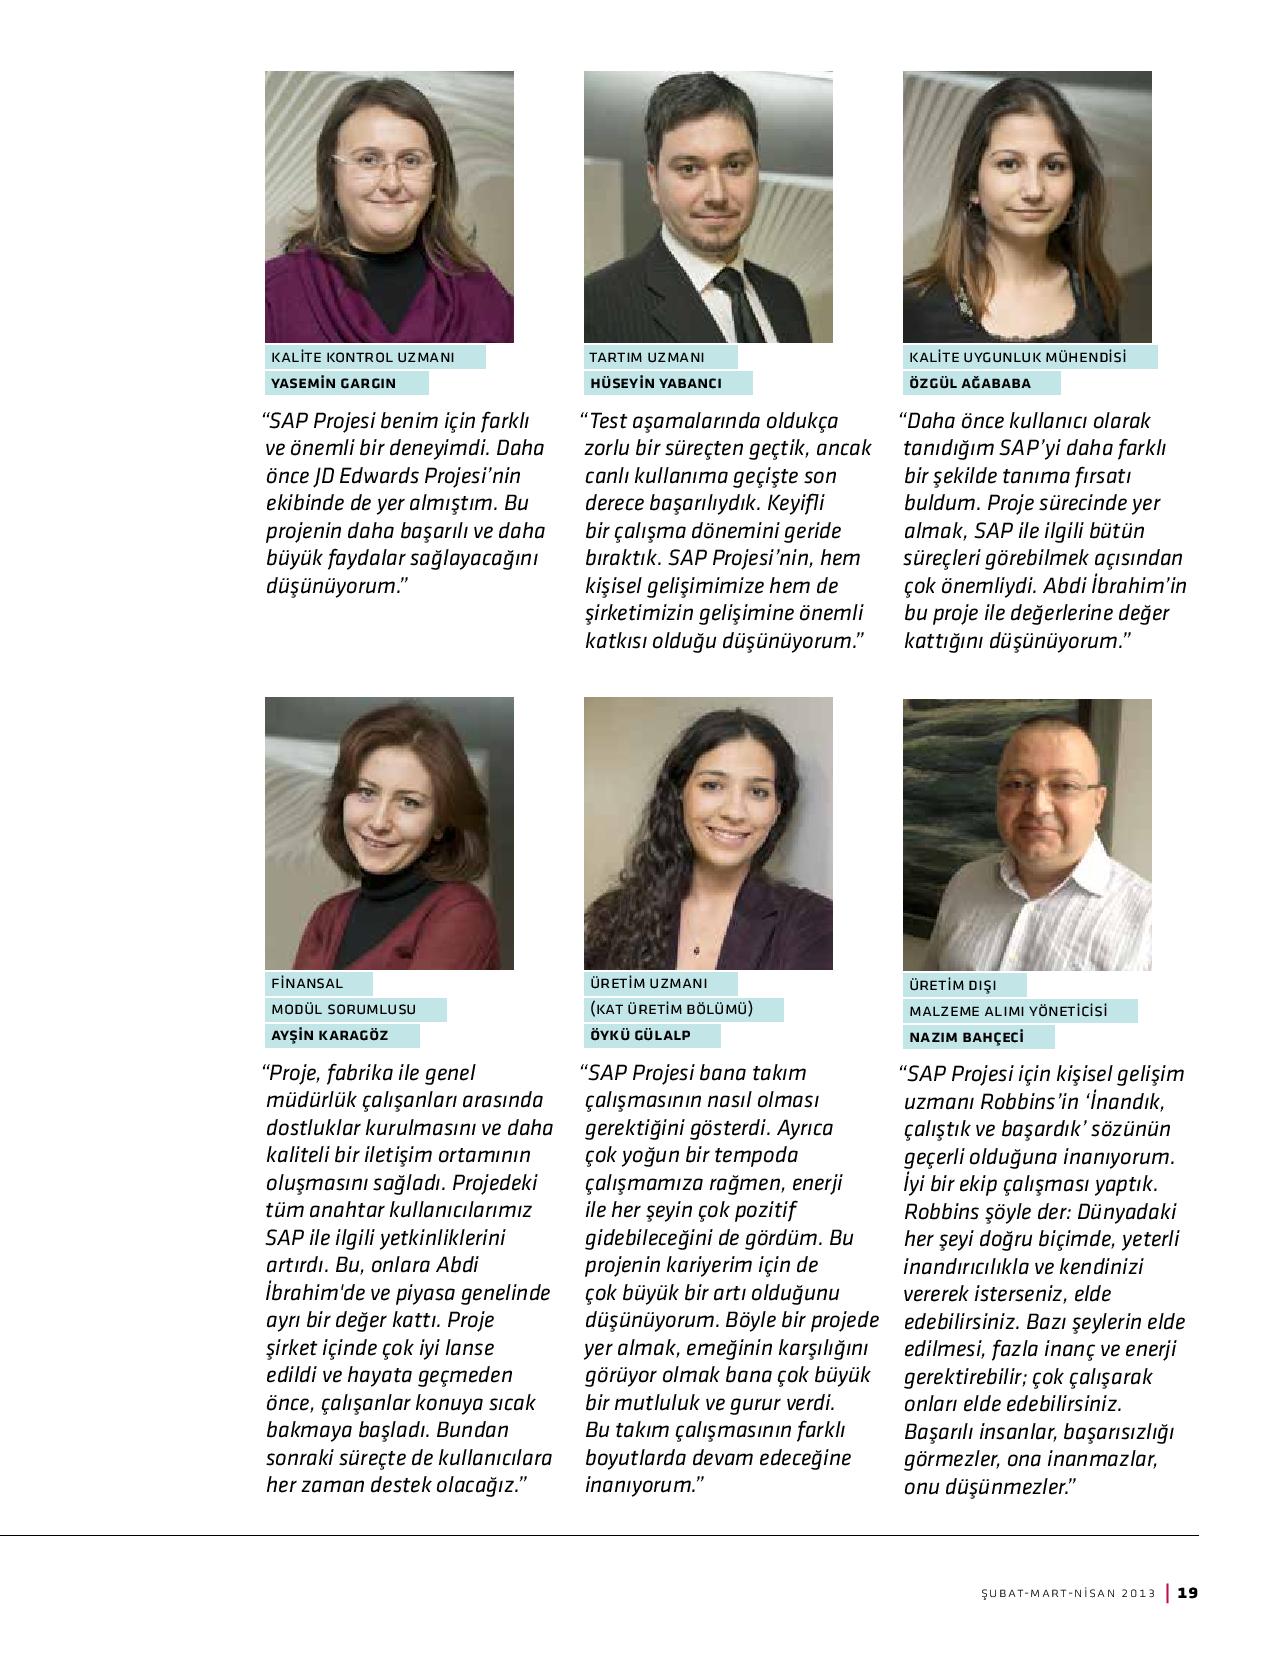 KALİTE KONTROL UZMANI
YASEMİN GARGIN
“SAP Projesi benim için farklı
ve önemli bir deneyimdi. Daha
önce JD Edwards Projesi’nin
ekibinde de yer almıştım. Bu
projenin daha başarılı ve daha
büyük faydalar sağlayacağını
düşünüyorum.”
TARTIM UZMANI
HÜSEYİN YABANCI
“Test aşamalarında oldukça
zorlu bir süreçten geçtik, ancak
canlı kullanıma geçişte son
derece başarılıydık. Keyifli
bir çalışma dönemini geride
bıraktık. SAP Projesi’nin, hem
kişisel gelişimimize hem de
şirketimizin gelişimine önemli
katkısı olduğu düşünüyorum.”
KALİTE UYGUNLUK MÜHENDİSİ
ÖZGÜL AĞABABA
“Daha önce kullanıcı olarak
tanıdığım SAP’yi daha farklı
bir şekilde tanıma fırsatı
buldum. Proje sürecinde yer
almak, SAP ile ilgili bütün
süreçleri görebilmek açısından
çok önemliydi. Abdi İbrahim’in
bu proje ile değerlerine değer
kattığını düşünüyorum.”
FİNANSAL
MODÜL SORUMLUSU
AYŞİN KARAGÖZ
“Proje, fabrika ile genel
müdürlük çalışanları arasında
dostluklar kurulmasını ve daha
kaliteli bir iletişim ortamının
oluşmasını sağladı. Projedeki
tüm anahtar kullanıcılarımız
SAP ile ilgili yetkinliklerini
artırdı. Bu, onlara Abdi
İbrahim'de ve piyasa genelinde
ayrı bir değer kattı. Proje
şirket içinde çok iyi lanse
edildi ve hayata geçmeden
önce, çalışanlar konuya sıcak
bakmaya başladı. Bundan
sonraki süreçte de kullanıcılara
her zaman destek olacağız.”
ÜRETİM UZMANI
(KAT ÜRETİM BÖLÜMÜ)
ÖYKÜ GÜLALP
“SAP Projesi bana takım
çalışmasının nasıl olması
gerektiğini gösterdi. Ayrıca
çok yoğun bir tempoda
çalışmamıza rağmen, enerji
ile her şeyin çok pozitif
gidebileceğini de gördüm. Bu
projenin kariyerim için de
çok büyük bir artı olduğunu
düşünüyorum. Böyle bir projede
yer almak, emeğinin karşılığını
görüyor olmak bana çok büyük
bir mutluluk ve gurur verdi.
Bu takım çalışmasının farklı
boyutlarda devam edeceğine
inanıyorum.”
ÜRETİM DIŞI
MALZEME ALIMI YÖNETİCİSİ
NAZIM BAHÇECİ
“SAP Projesi için kişisel gelişim
uzmanı Robbins’in ‘İnandık,
çalıştık ve başardık’ sözünün
geçerli olduğuna inanıyorum.
İyi bir ekip çalışması yaptık.
Robbins şöyle der: Dünyadaki
her şeyi doğru biçimde, yeterli
inandırıcılıkla ve kendinizi
vererek isterseniz, elde
edebilirsiniz. Bazı şeylerin elde
edilmesi, fazla inanç ve enerji
gerektirebilir; çok çalışarak
onları elde edebilirsiniz.
Başarılı insanlar, başarısızlığı
görmezler, ona inanmazlar,
onu düşünmezler.”
ŞUBAT-MART-NİSAN 2013 | 19